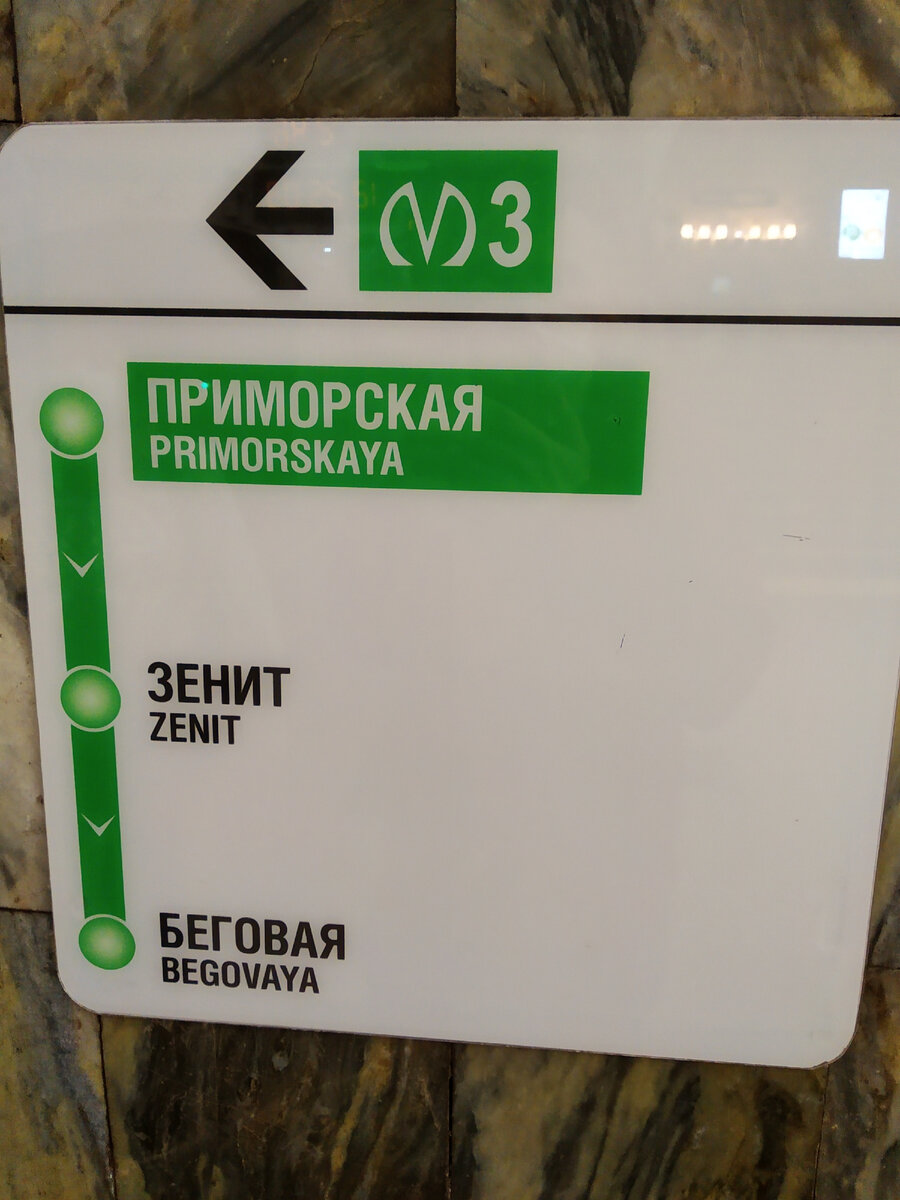 М 3
ПРИМОРСКАЯ
PRIMORSKAYA
ЗЕНИТ
ZENIT
БЕГОВАЯ
BEGOVAYA